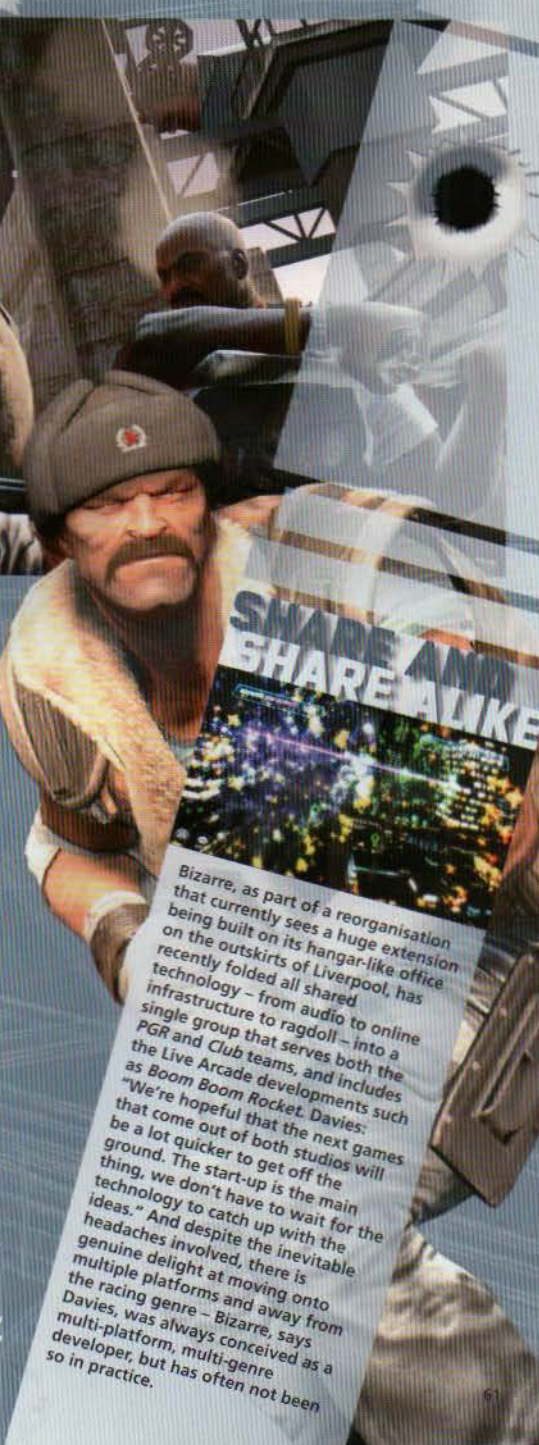 SHARE AND
SHARE ALIKE
Bizarre, as part of a reorganisation
that currently sees a huge extension
being built on its hangar-like office
on the outskirts of Liverpool, has
recently folded all shared
technology – from audio to online
infrastructure to ragdoll – into a
single group that serves both the
PGR and Club teams, and includes
the Live Arcade developments such
as Boom Boom Rocket. Davies:
"We're hopeful that the next games
that come out of both studios will
be a lot quicker to get off the
ground. The start-up is the main
thing, we don't have to wait for the
technology to catch up with the
ideas." And despite the inevitable
headaches involved, there is
genuine delight at moving onto
multiple platforms and away from
the racing genre – Bizarre, says
Davies, was always conceived as a
multi-platform, multi-genre
developer, but has often not been
so in practice.
61